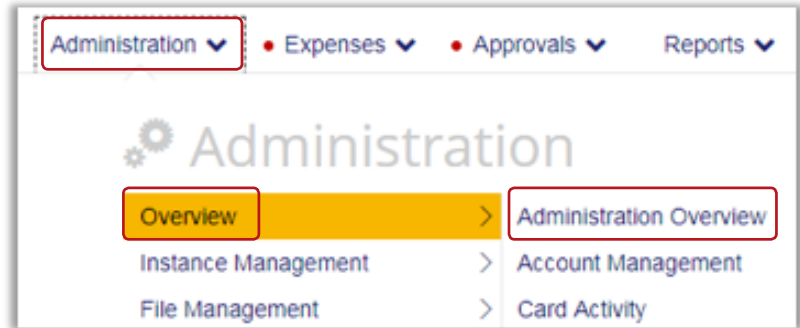 Administration • Expenses • Approvals Reports
Administration
Overview > Administration Overview
Instance Management > Account Management
File Management > Card Activity